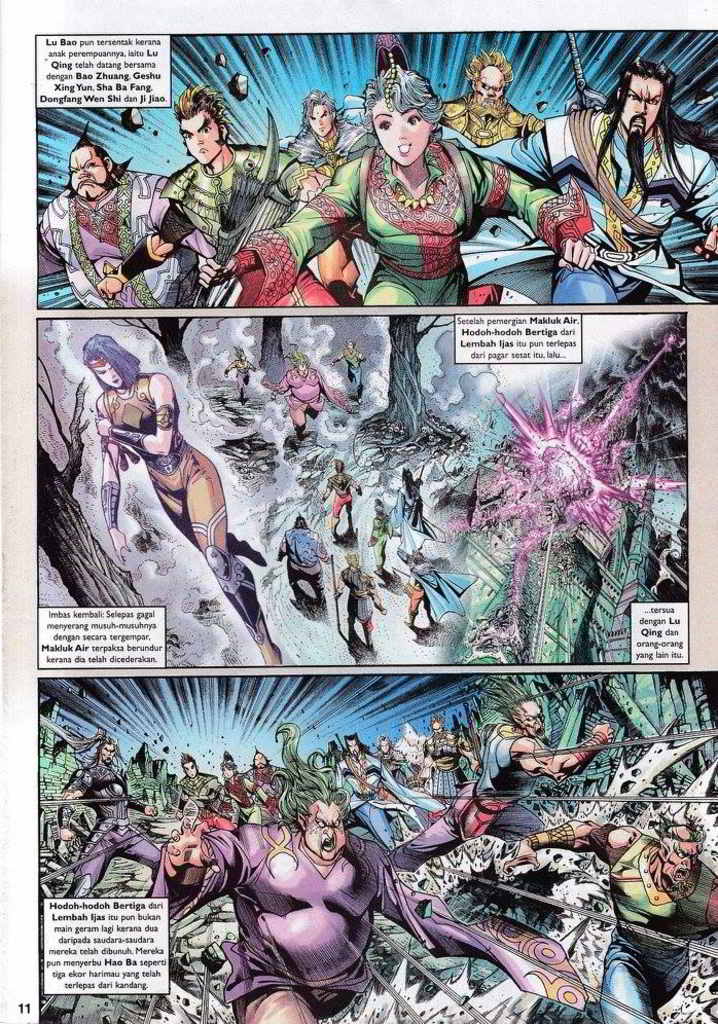 Lu Bao pun tersentak kerana
anak perempuannya, iaitu Lu
Qing telah datang bersama
dengan Bao Zhuang, Geshu
Xing Yun, Sha Ba Fang,
Dongfang Wen Shi dan Ji Jiao.
Setelah pemergian Makluk Air,
Hodoh-hodoh Bertiga dari
Lembah Ijas itu pun terlepas
dari pagar sesat itu, lalu...
Imbas kembali: Selepas gagal
menyerang musuh-musuhnya
dengan secara tergempar,
Makluk Air terpaksa berundur
kerana dia telah dicederakan.
...tersua
dengan Lu
Qing dan
orang-orang
yang lain itu.
Hodoh-hodoh Bertiga dari
Lembah Ijas itu pun bukan
main geram lagi kerana dua
daripada saudara-saudara
mereka telah dibunuh. Mereka
pun menyerbu Hao Ba seperti
tiga ekor harimau yang telah
terlepas dari kandang.
11